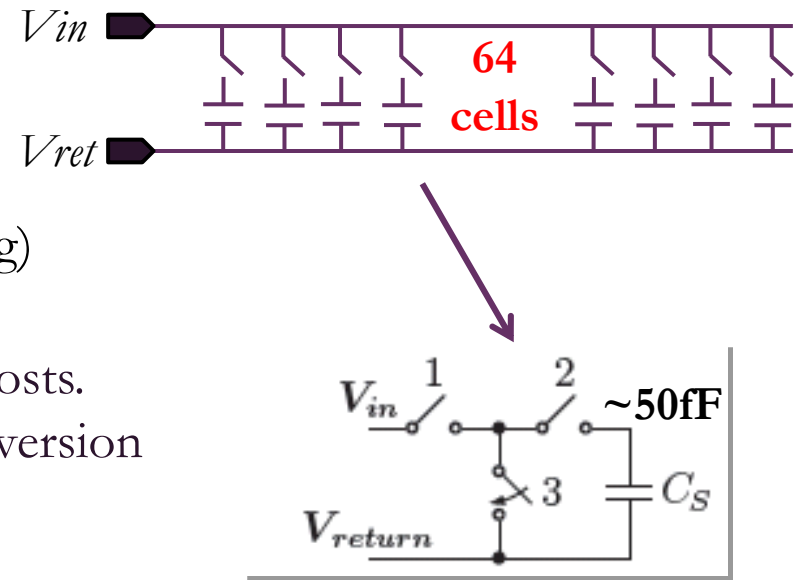 Vin
64
cells
Vret
g)
osts.
version
1
2
Vin
~50fF
3
CS
Vreturn